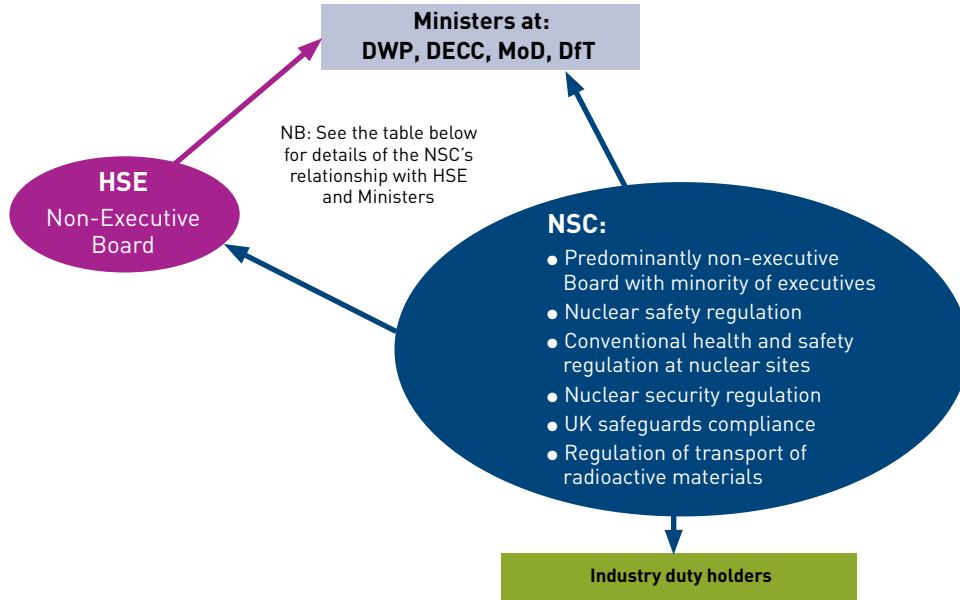 Ministers at:
DWP, DECC, MoD, DfT
NB: See the table below
for details of the NSC’s
relationship with HSE
and Ministers
HSE
Non-Executive
Board
NSC:
● Predominantly non-executive
Board with minority of executives
● Nuclear safety regulation
● Conventional health and safety
regulation at nuclear sites
● Nuclear security regulation
● UK safeguards compliance
● Regulation of transport of
radioactive materials
Industry duty holders